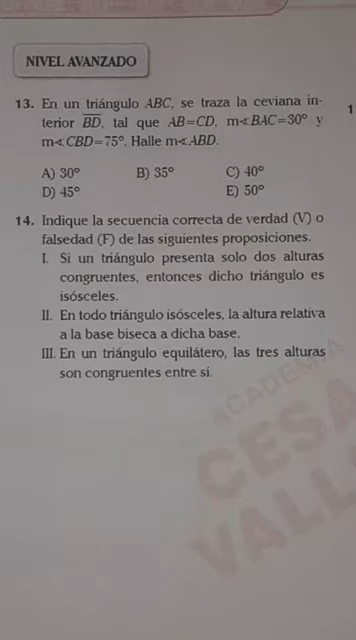 NIVEL AVANZADO
13. En un triángulo ABC, se traza la ceviana in-
terior BD, tal que AB=CD, m∢BAC=30° y
m∢CBD=75°. Halle m∢ABD.
A) 30° B) 35° C) 40°
D) 45° E) 50°
14. Indique la secuencia correcta de verdad (V) o
falsedad (F) de las siguientes proposiciones.
I. Si un triángulo presenta solo dos alturas
congruentes, entonces dicho triángulo es
isósceles.
II. En todo triángulo isósceles, la altura relativa
a la base biseca a dicha base.
III. En un triángulo equilátero, las tres alturas
son congruentes entre sí.
1
ACADEMIA
CESA
VALL